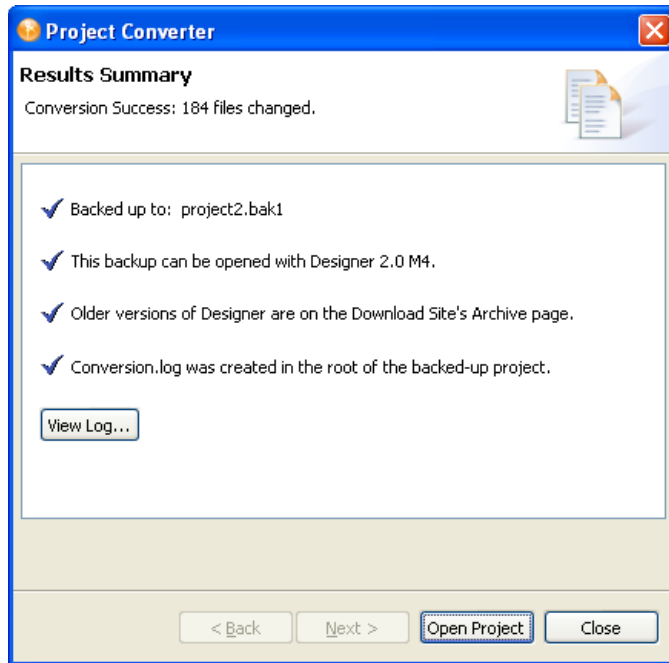 Project Converter
Results Summary
Conversion Success: 184 files changed.
Backed up to: project2.bak1
This backup can be opened with Designer 2.0 M4.
Older versions of Designer are on the Download Site's Archive page.
Conversion.log was created in the root of the backed-up project.
View Log...
< Back Next > Open Project Close